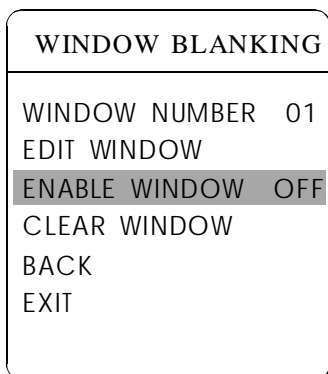 WINDOW BLANKING
WINDOW NUMBER 01
EDIT WINDOW
ENABLE WINDOW OFF
CLEAR WINDOW
BACK
EXIT